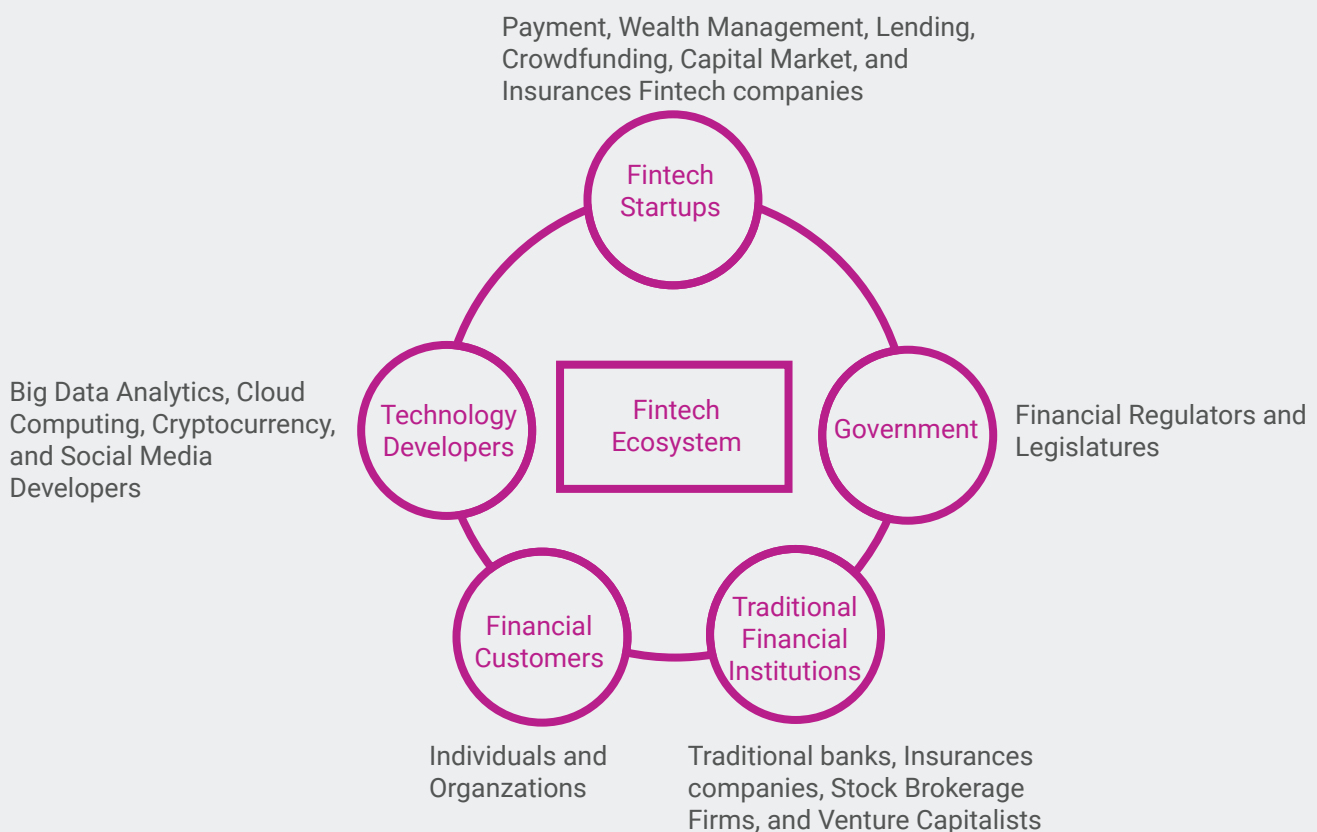 Payment, Wealth Management, Lending,
Crowdfunding, Capital Market, and
Insurances Fintech companies
Fintech
Startups
Big Data Analytics, Cloud
Computing, Cryptocurrency,
and Social Media
Developers
Technology
Developers
Fintech
Ecosystem
Government
Financial Regulators and
Legislatures
Financial
Customers
Traditional
Financial
Institutions
Individuals and
Organzations
Traditional banks, Insurances
companies, Stock Brokerage
Firms, and Venture Capitalists